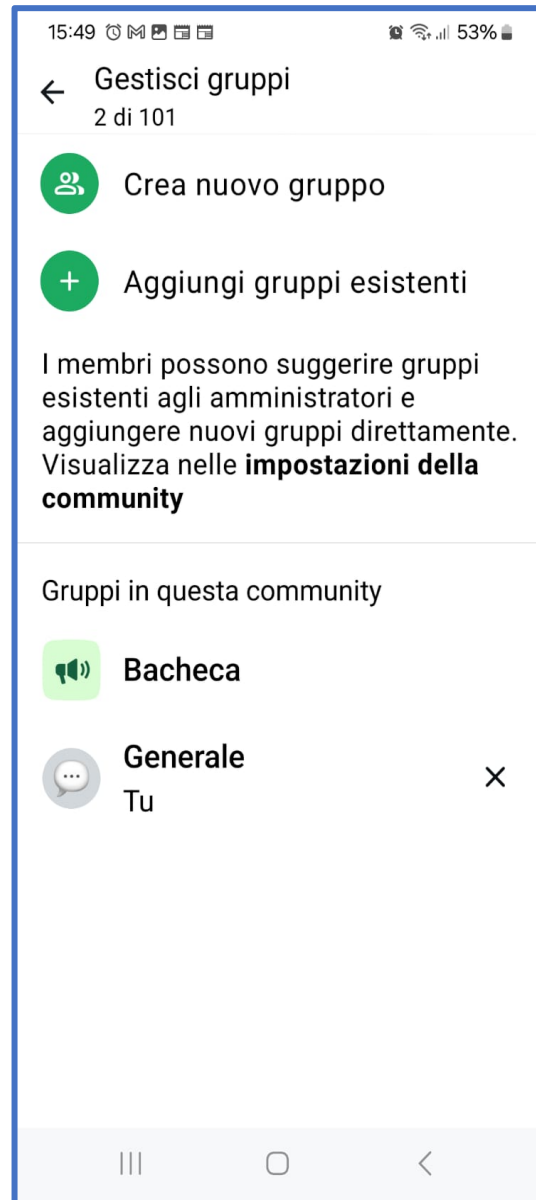 15:49 53%
Gestisci gruppi
2 di 101
Crea nuovo gruppo
Aggiungi gruppi esistenti
I membri possono suggerire gruppi
esistenti agli amministratori e
aggiungere nuovi gruppi direttamente.
Visualizza nelle impostazioni della
community
Gruppi in questa community
Bacheca
Generale
Tu